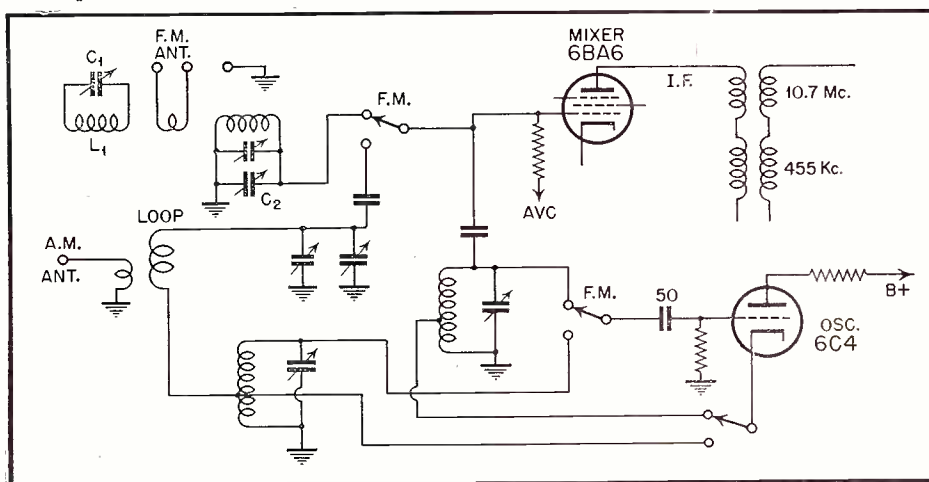 C1
F.M.
ANT.
L1
C2
F.M.
MIXER
6BA6
I.F.
10.7 Mc.
455 Kc.
AVC
LOOP
A.M.
ANT.
F.M.
50
B+
OSC.
6C4